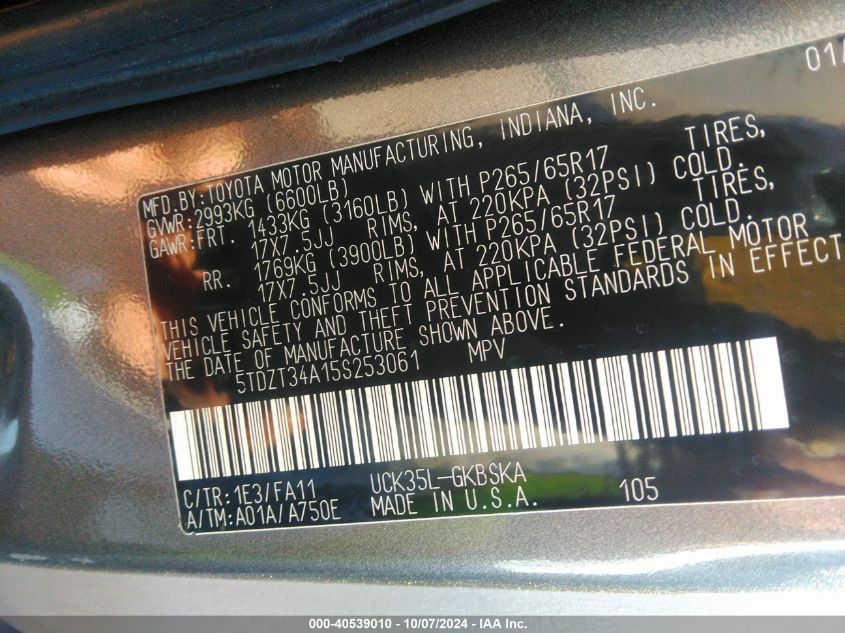 01/
MFD.BY:TOYOTA MOTOR MANUFACTURING, INDIANA, INC.
GVWR:2993KG (6600LB)
GAWR:FRT. 1433KG (3160LB) WITH P265/65R17 TIRES,
17X7.5JJ RIMS, AT 220KPA (32PSI) COLD.
RR. 1769KG (3900LB) WITH P265/65R17 TIRES,
17X7.5JJ RIMS, AT 220KPA (32PSI) COLD.
THIS VEHICLE CONFORMS TO ALL APPLICABLE FEDERAL MOTOR
VEHICLE SAFETY AND THEFT PREVENTION STANDARDS IN EFFECT
THE DATE OF MANUFACTURE SHOWN ABOVE.
5TDZT34A15S253061 MPV
C/TR:1E3/FA11 UCK35L-GKBSKA 105
A/TM:A01A/A750E MADE IN U.S.A.
000-40539010 - 10/07/2024 - IAA Inc.